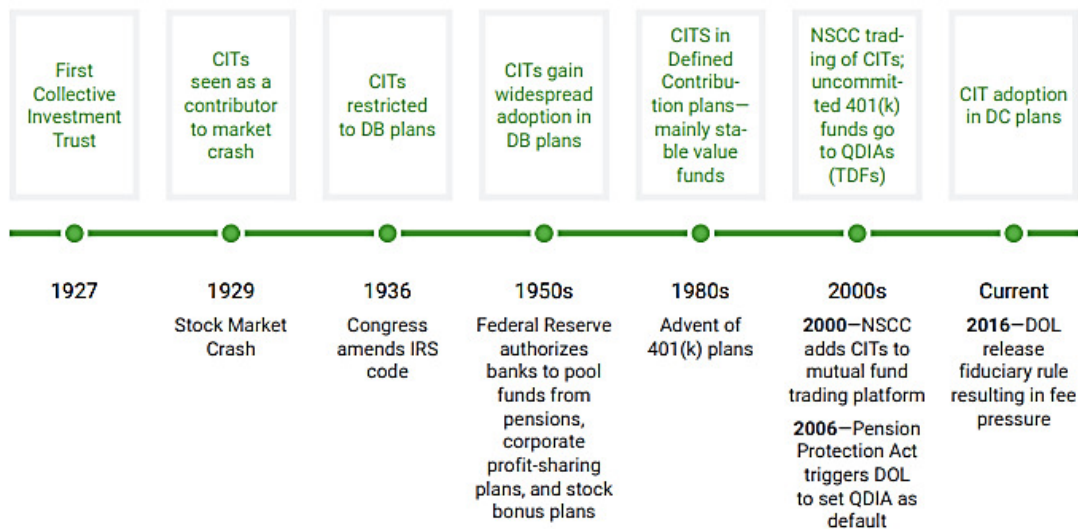 First
Collective
Investment
Trust
CITs
seen as a
contributor
to market
crash
CITs
restricted
to DB plans
CITs gain
widespread
adoption in
DB plans
CITS in
Defined
Contribu-
tion plans—
mainly sta-
ble value
funds
NSCC trad-
ing of CITs;
uncommit-
ted 401(k)
funds go
to QDIAs
(TDFs)
CIT adoption
in DC plans
1927
1929
Stock Market
Crash
1936
Congress
amends IRS
code
1950s
Federal Reserve
authorizes
banks to pool
funds from
pensions,
corporate
profit-sharing
plans, and stock
bonus plans
1980s
Advent of
401(k) plans
2000s
2000—NSCC
adds CITs to
mutual fund
trading platform
2006—Pension
Protection Act
triggers DOL
to set QDIA as
default
Current
2016—DOL
release
fiduciary rule
resulting in fee
pressure